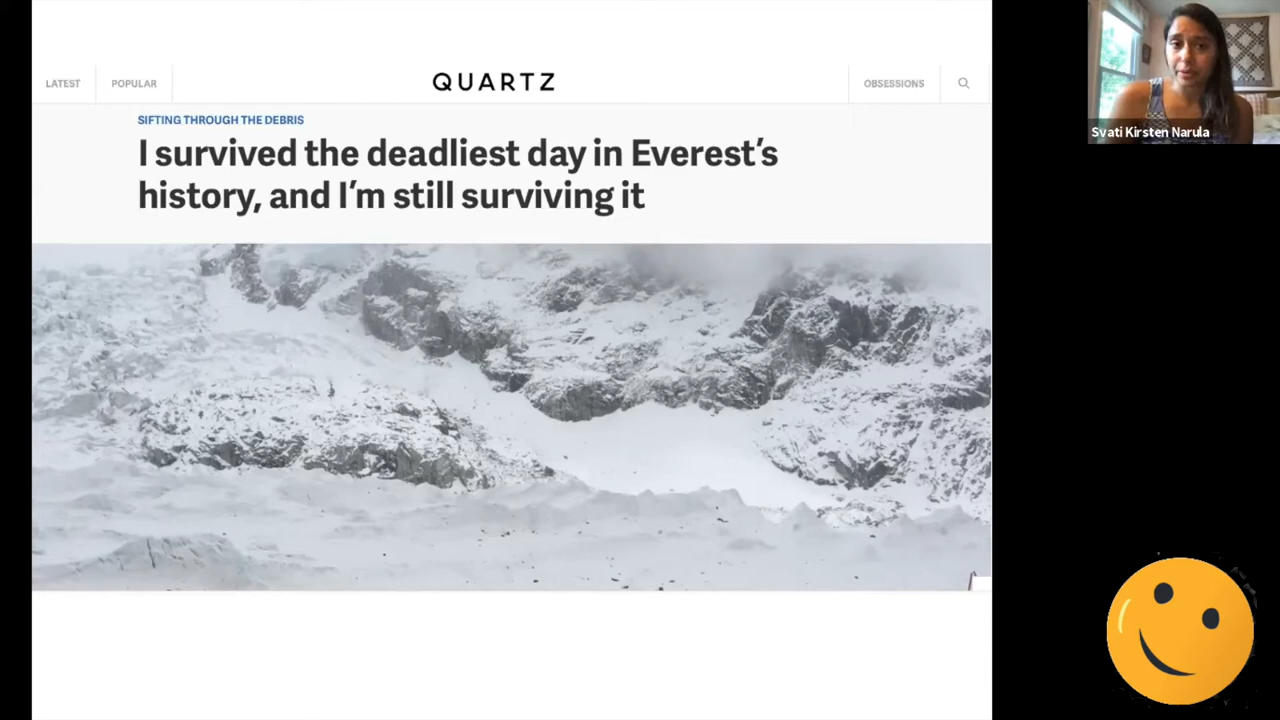 LATEST
POPULAR
QUARTZ
OBSESSIONS
SIFTING THROUGH THE DEBRIS
I survived the deadliest day in Everest’s
history, and I’m still surviving it
Svati Kirsten Narula